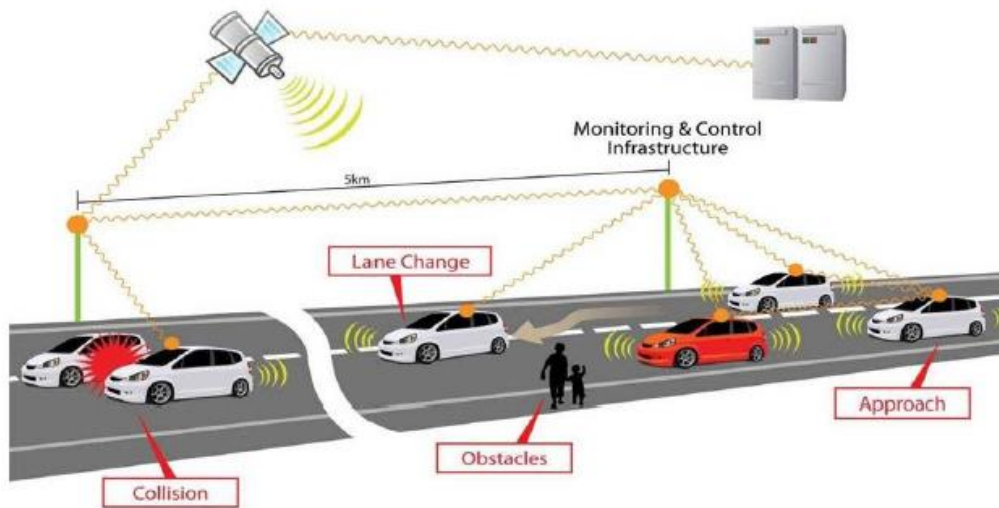 Monitoring & Control
Infrastructure
5km
Lane Change
Approach
Obstacles
Collision